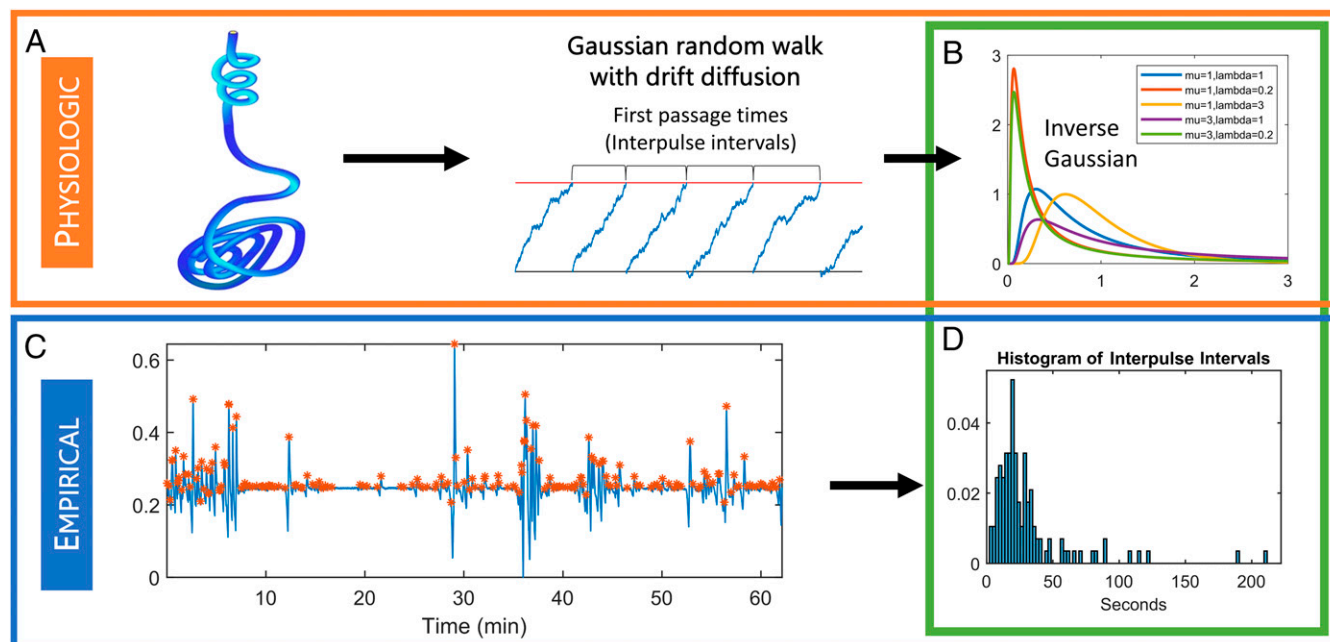 A
PHYSIOLOGIC
Gaussian random walk
with drift diffusion
First passage times
(Interpulse intervals)
B
3
2
1
0
mu=1,lambda=1
mu=1,lambda=0.2
mu=1,lambda=3
mu=3,lambda=1
mu=3,lambda=0.2
Inverse
Gaussian
0 1 2 3
C
EMPIRICAL
0.6
0.4
0.2
0
10 20 30 40 50 60
Time (min)
D
Histogram of Interpulse Intervals
0.04
0.02
0
0 50 100 150 200
Seconds